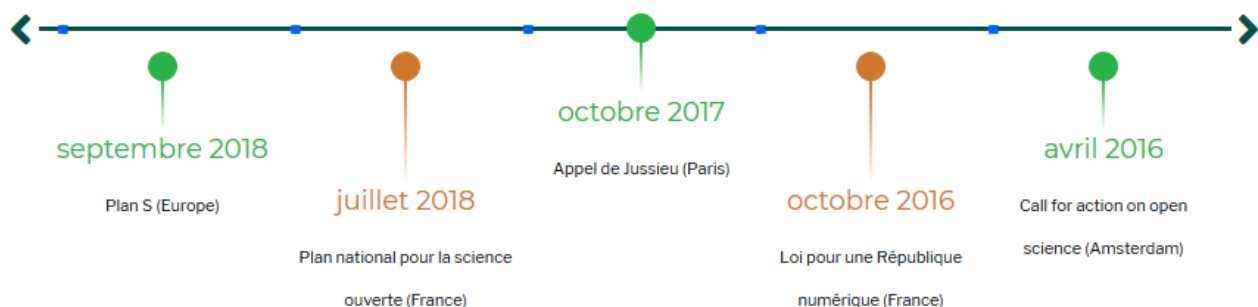 septembre 2018
Plan S (Europe)
juillet 2018
Plan national pour la science
ouverte (France)
octobre 2017
Appel de Jussieu (Paris)
octobre 2016
Loi pour une République
numérique (France)
avril 2016
Call for action on open
science (Amsterdam)